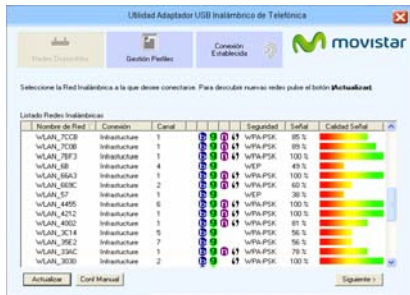 Utilidad Adaptador USB Inalámbrico de Telefónica
Redes Disponibles
Gestión Perfiles
Conexión Establecida
movistar
Seleccione la Red Inalámbrica a la que desee conectarse. Para descubrir nuevas redes pulse el botón (Actualizar).
Listado Redes Inalámbricas
Nombre de Red Conexión Canal Seguridad Señal Calidad Señal
WLAN_7CCB Infrastructure 1 b g n WPA-PSK 85 %
WLAN_7C0B Infrastructure 1 b g n WPA-PSK 89 %
WLAN_7BF3 Infrastructure 1 b g n WPA-PSK 100 %
WLAN_6B Infrastructure 4 b g WEP 49 %
WLAN_66A3 Infrastructure 1 b g n WPA-PSK 100 %
WLAN_669C Infrastructure 2 b g n WPA-PSK 60 %
WLAN_57 Infrastructure 1 b g WEP 38 %
WLAN_4455 Infrastructure 6 b g n WPA-PSK 100 %
WLAN_4212 Infrastructure 1 b g n WPA-PSK 100 %
WLAN_4002 Infrastructure 1 b g n WPA-PSK 81 %
WLAN_3C14 Infrastructure 5 b g WPA-PSK 56 %
WLAN_35E2 Infrastructure 7 b g WPA-PSK 56 %
WLAN_33AC Infrastructure 1 b g n WPA-PSK 78 %
WLAN_3030 Infrastructure 2 b g WPA-PSK 100 %
Actualizar Conf Manual Siguiente >